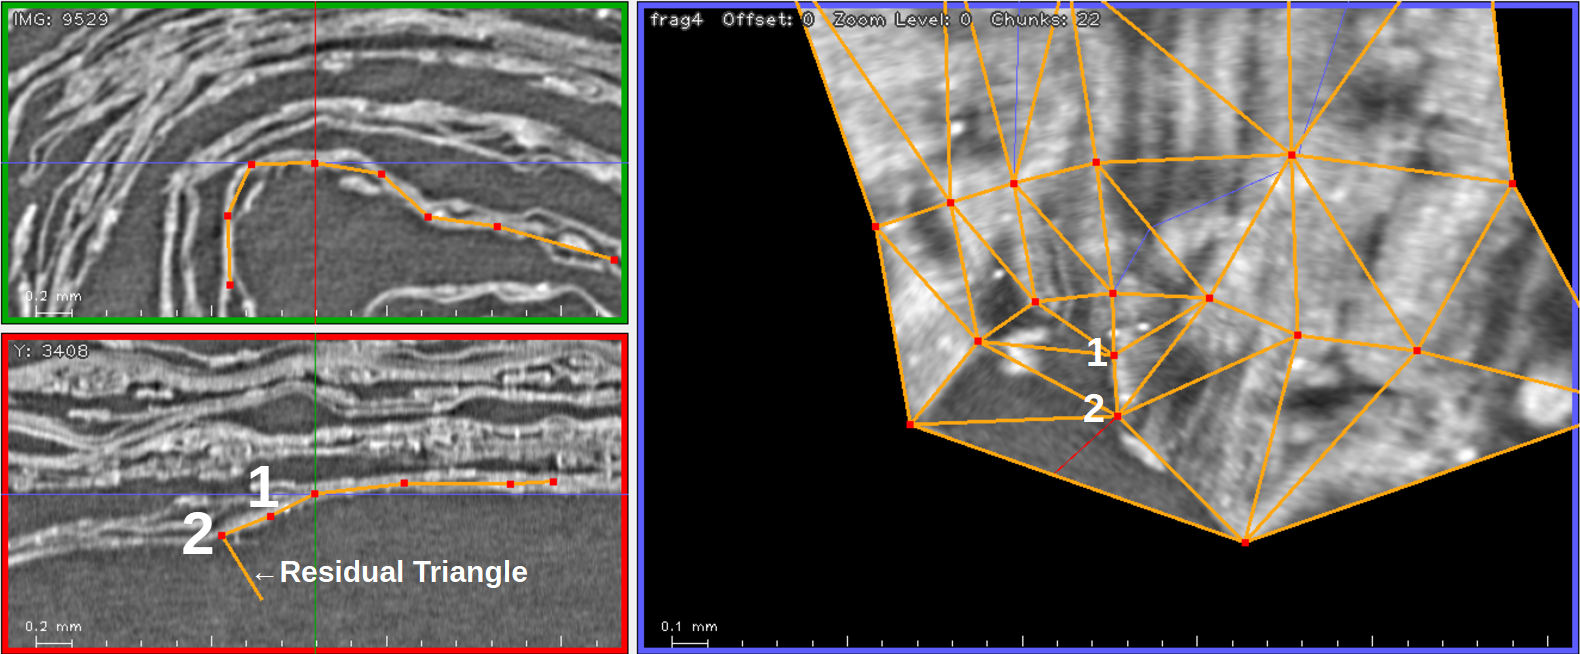 IMG: 9529
0.2 mm
Y: 3408
1
2
←Residual Triangle
0.2 mm
frag4 Offset: 0 Zoom Level: 0 Chunks: 22
1
2
0.1 mm